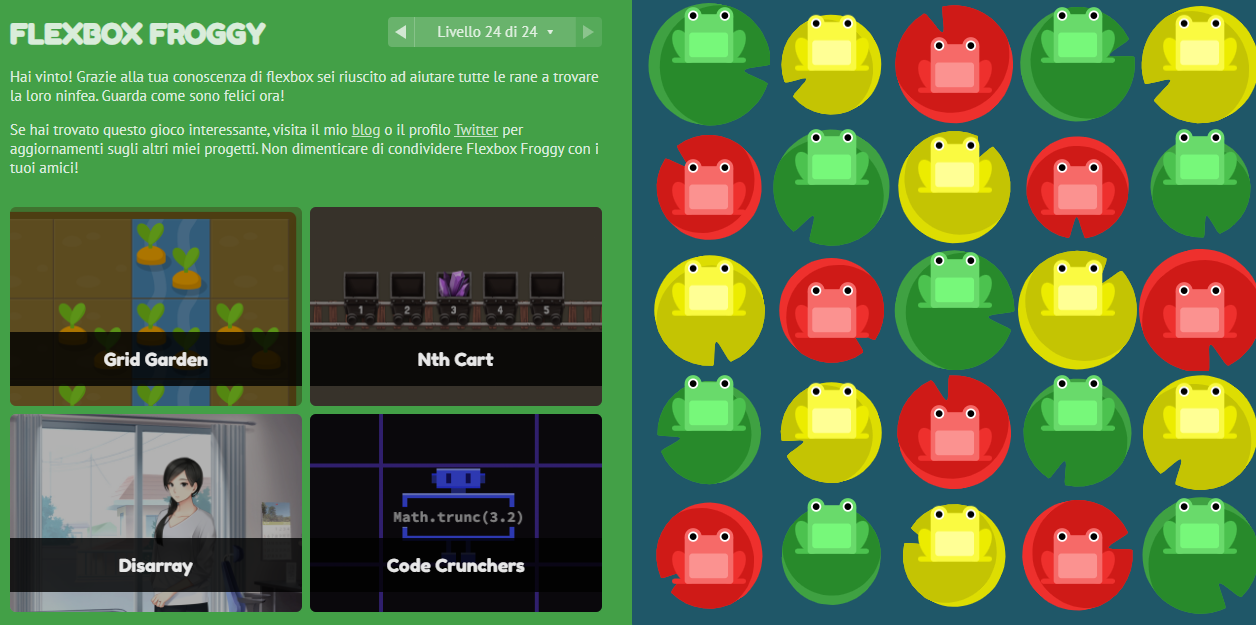 FLEXBOX FROGGY
Livello 24 di 24
Hai vinto! Grazie alla tua conoscenza di flexbox sei riuscito ad aiutare tutte le rane a trovare
la loro ninfea. Guarda come sono felici ora!
Se hai trovato questo gioco interessante, visita il mio blog o il profilo Twitter per
aggiornamenti sugli altri miei progetti. Non dimenticare di condividere Flexbox Froggy con i
tuoi amici!
1 2 3 4 5
Grid Garden
Nth Cart
Math.trunc(3.2)
Disarray
Code Crunchers